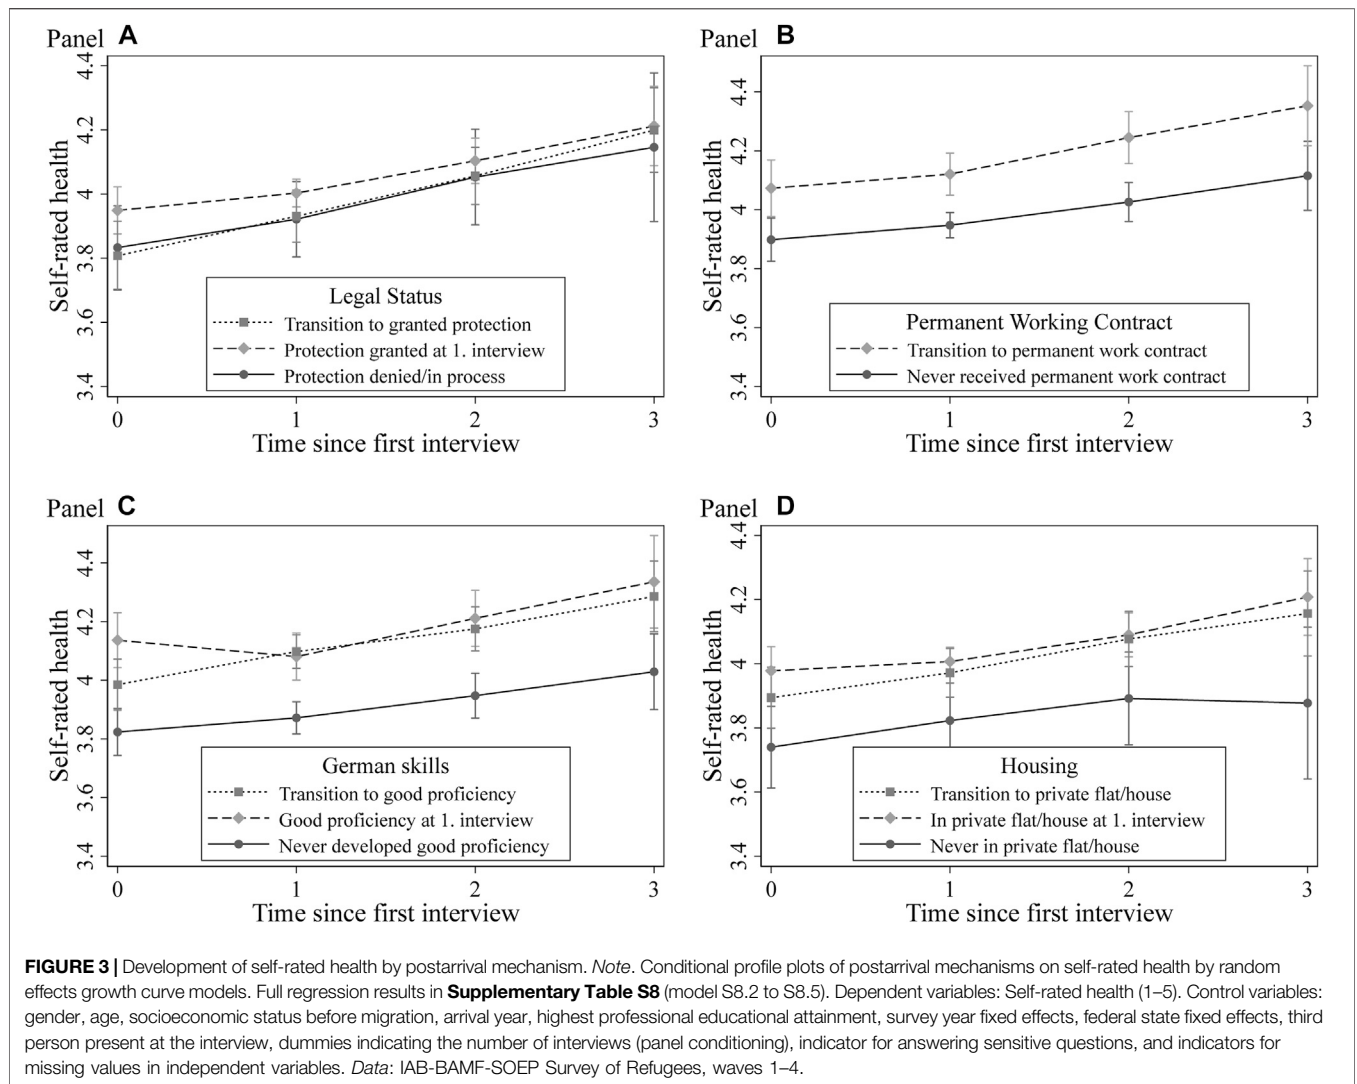 Panel A
Self-rated health
4.4
4.2
4
3.8
3.6
3.4
Legal Status
Transition to granted protection
Protection granted at 1. interview
Protection denied/in process
0 1 2 3
Time since first interview
Panel B
Self-rated health
4.4
4.2
4
3.8
3.6
3.4
Permanent Working Contract
Transition to permanent work contract
Never received permanent work contract
0 1 2 3
Time since first interview
Panel C
Self-rated health
4.4
4.2
4
3.8
3.6
3.4
German skills
Transition to good proficiency
Good proficiency at 1. interview
Never developed good proficiency
0 1 2 3
Time since first interview
Panel D
Self-rated health
4.4
4.2
4
3.8
3.6
3.4
Housing
Transition to private flat/house
In private flat/house at 1. interview
Never in private flat/house
0 1 2 3
Time since first interview
FIGURE 3 | Development of self-rated health by postarrival mechanism. Note. Conditional profile plots of postarrival mechanisms on self-rated health by random
effects growth curve models. Full regression results in Supplementary Table S8 (model S8.2 to S8.5). Dependent variables: Self-rated health (1–5). Control variables:
gender, age, socioeconomic status before migration, arrival year, highest professional educational attainment, survey year fixed effects, federal state fixed effects, third
person present at the interview, dummies indicating the number of interviews (panel conditioning), indicator for answering sensitive questions, and indicators for
missing values in independent variables. Data: IAB-BAMF-SOEP Survey of Refugees, waves 1–4.